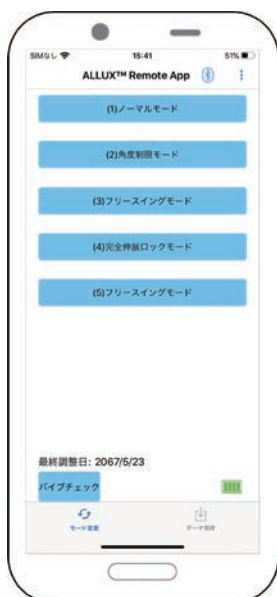 SIMなし 15:41 51%
ALLUX™ Remote App
(1)ノーマルモード
(2)角度制限モード
(3)フリースイングモード
(4)完全伸展ロックモード
(5)フリースイングモード
最終調整日: 2067/5/23
バイブチェック
モード変更 データ取得